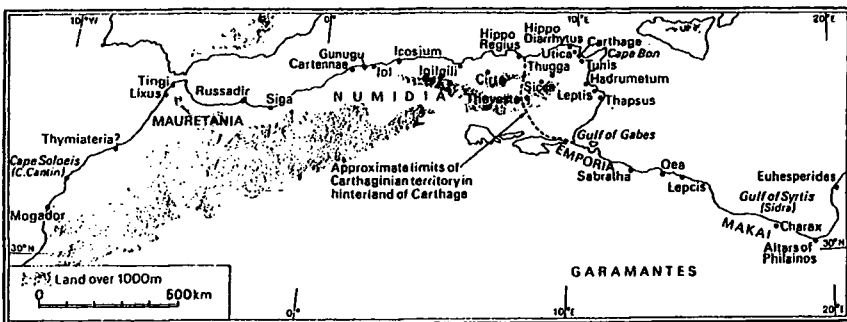 10°W
10°E
20°E
Hippo Regius
Hippo Diarrhytus
Carthage
Utica
Cape Bon
Tunis
Gunugu
Icosium
Cartennae
Iol
Igilgili
Cirta
Thugga
Sicca
Hadrumetum
Tingi
Lixus
Russadir
Siga
NUMIDIA
Theveste
Leptis
Thapsus
MAURETANIA
Thymiateria?
Gulf of Gabes
Cape Soloeis
(C.Cantin)
Approximate limits of
Carthaginian territory in
hinterland of Carthage
EMPORIA
Sabratha
Oea
Lepcis
Euhesperides
Gulf of Syrtis
(Sidra)
Mogador
MAKAI
Charax
Altars of
Philainos
30°N
30°N
Land over 1000m
GARAMANTES
0
500km
0°
10°E
20°E